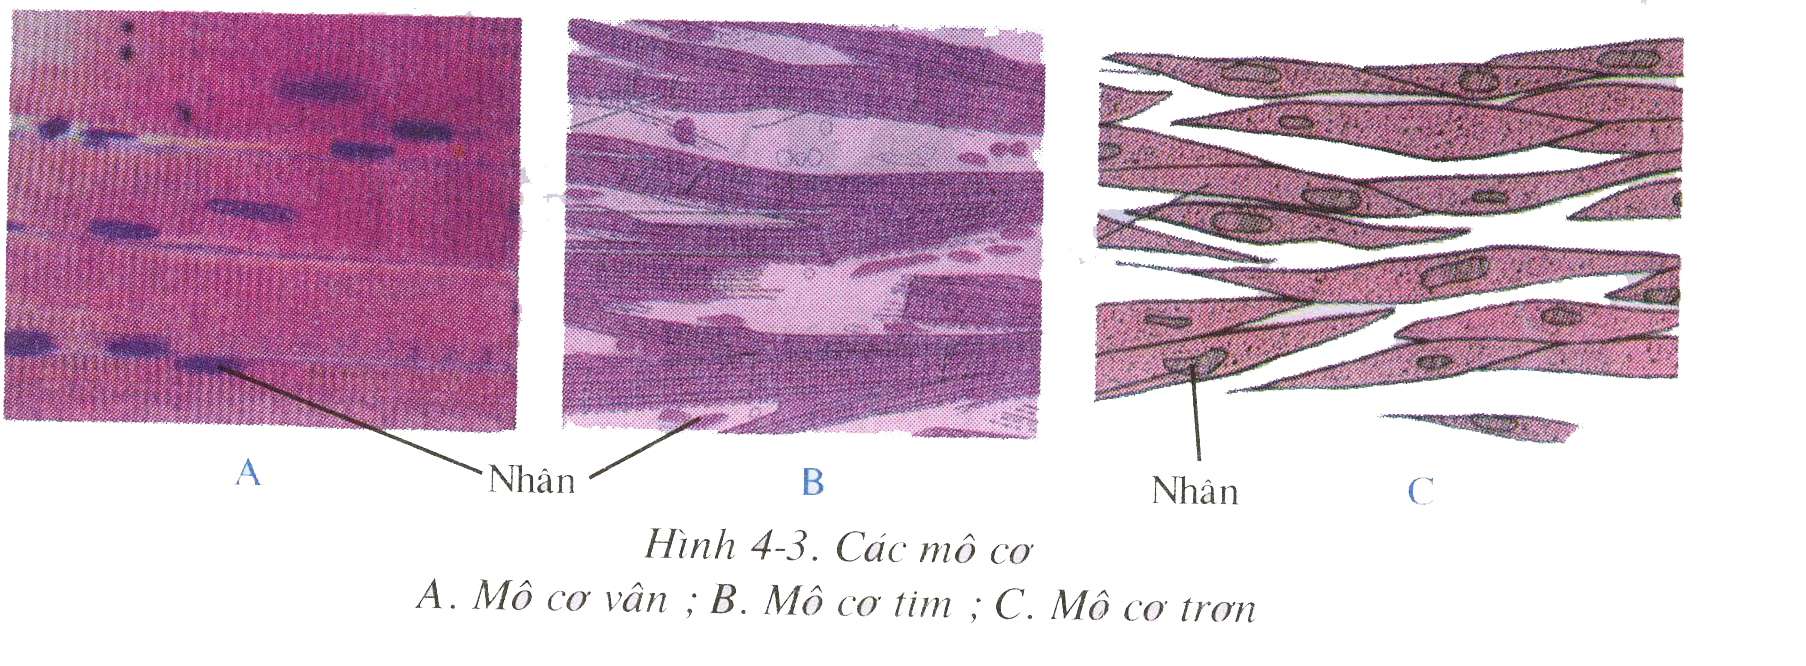 A
Nhân
B
Nhân
C
Hình 4-3. Các mô cơ
A. Mô cơ vân ; B. Mô cơ tim ; C. Mô cơ trơn